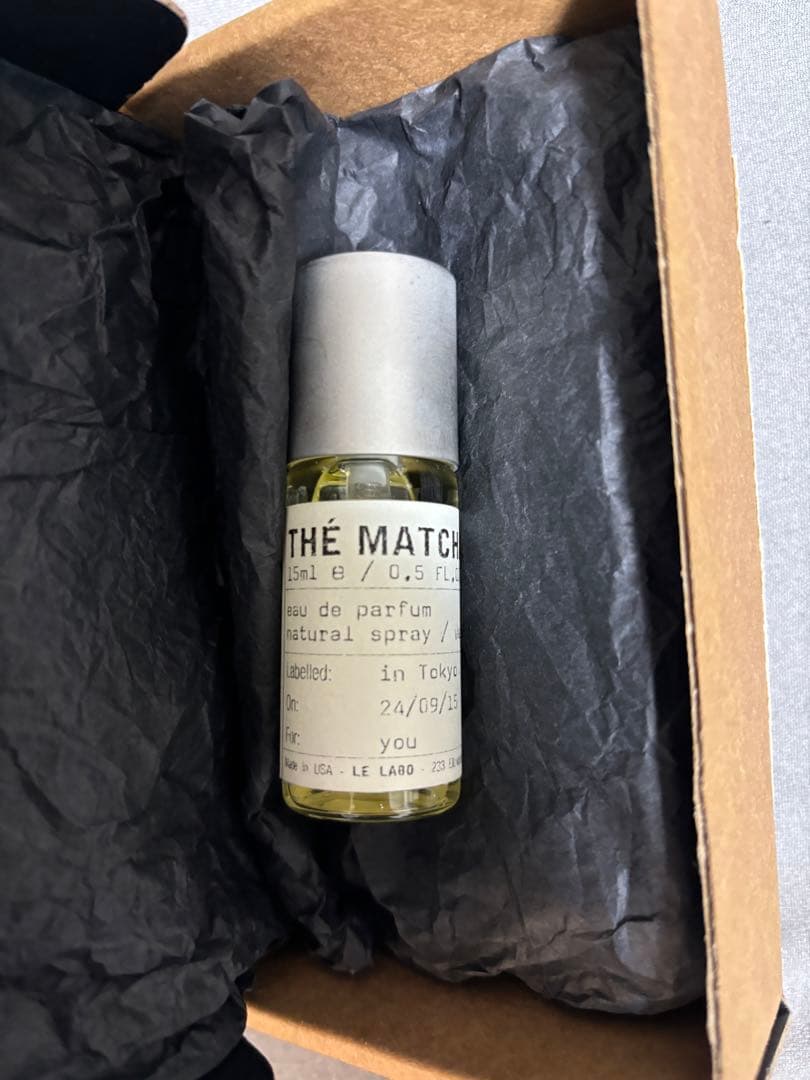 THÉ MATCH
15ml e / 0.5 FL.
eau de parfum
natural spray /
Labelled: in Tokyo
On: 24/09/15
For: you
Made in USA - LE LABO - 233